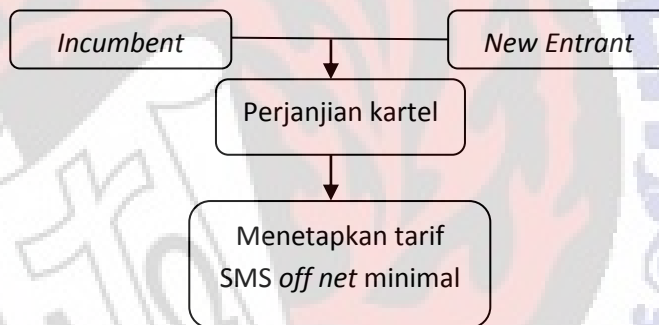 Incumbent
New Entrant
Perjanjian kartel
Menetapkan tarif
SMS off net minimal